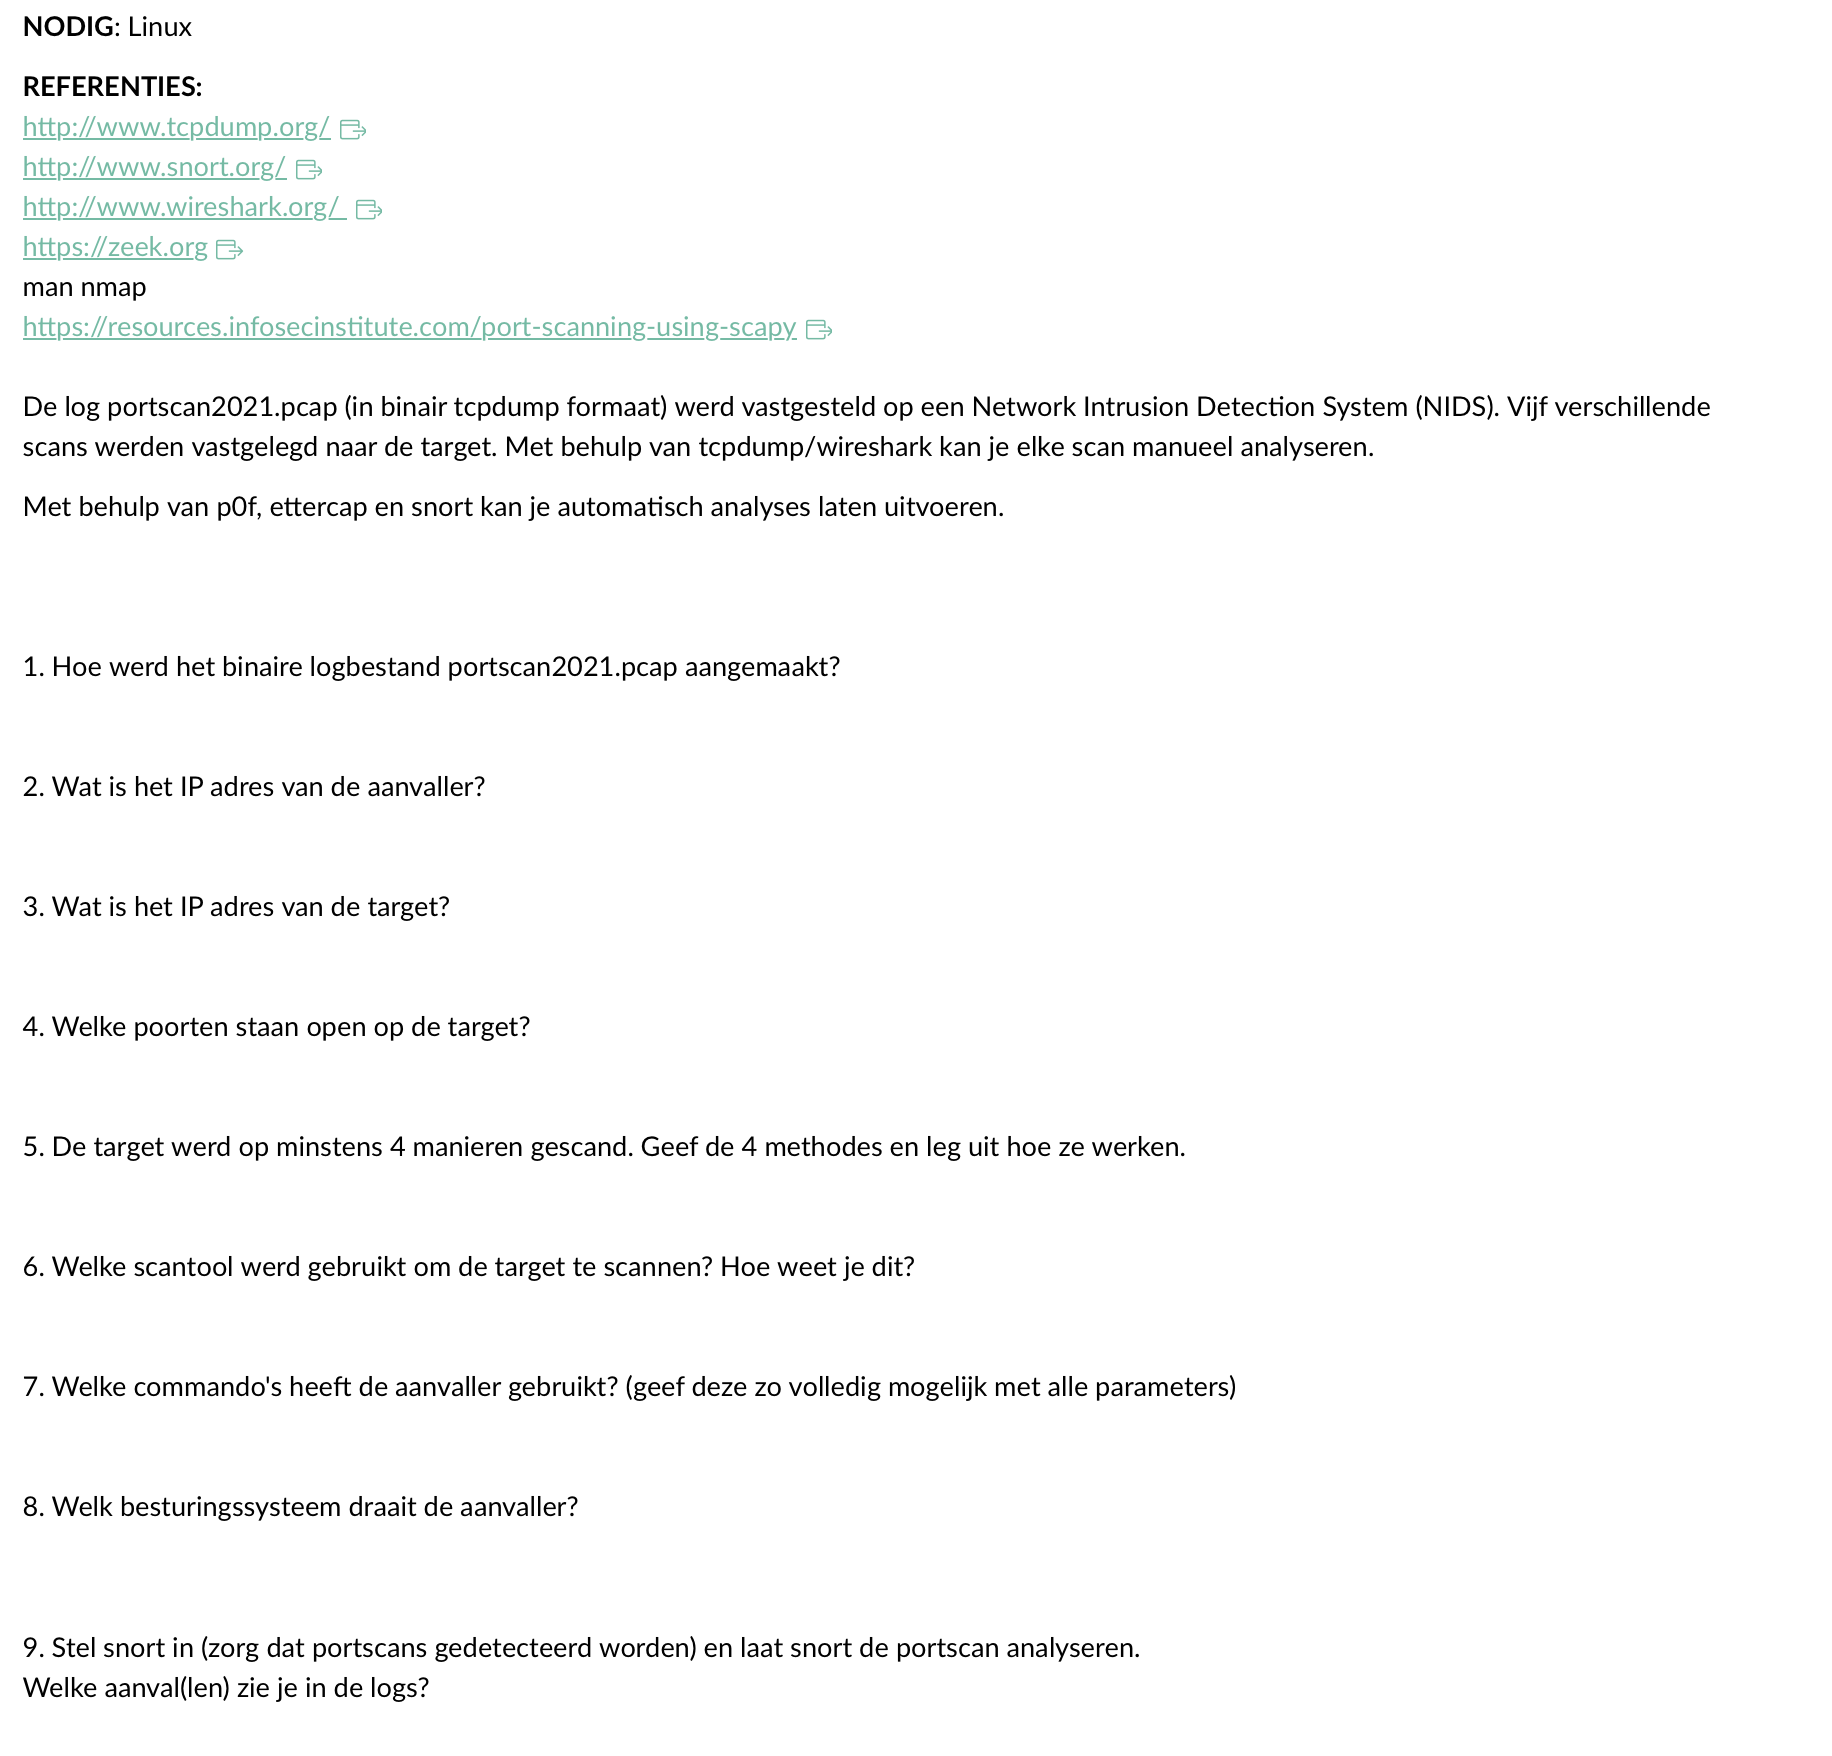 NODIG: Linux
REFERENTIES:
http://www.tcpdump.org/
http://www.snort.org/
http://www.wireshark.org/
https://zeek.org
man nmap
https://resources.infosecinstitute.com/port-scanning-using-scapy
De log portscan2021.pcap (in binair tcpdump formaat) werd vastgesteld op een Network Intrusion Detection System (NIDS). Vijf verschillende
scans werden vastgelegd naar de target. Met behulp van tcpdump/wireshark kan je elke scan manueel analyseren.
Met behulp van p0f, ettercap en snort kan je automatisch analyses laten uitvoeren.
1. Hoe werd het binaire logbestand portscan2021.pcap aangemaakt?
2. Wat is het IP adres van de aanvaller?
3. Wat is het IP adres van de target?
4. Welke poorten staan open op de target?
5. De target werd op minstens 4 manieren gescand. Geef de 4 methodes en leg uit hoe ze werken.
6. Welke scantool werd gebruikt om de target te scannen? Hoe weet je dit?
7. Welke commando's heeft de aanvaller gebruikt? (geef deze zo volledig mogelijk met alle parameters)
8. Welk besturingssysteem draait de aanvaller?
9. Stel snort in (zorg dat portscans gedetecteerd worden) en laat snort de portscan analyseren.
Welke aanval(len) zie je in de logs?